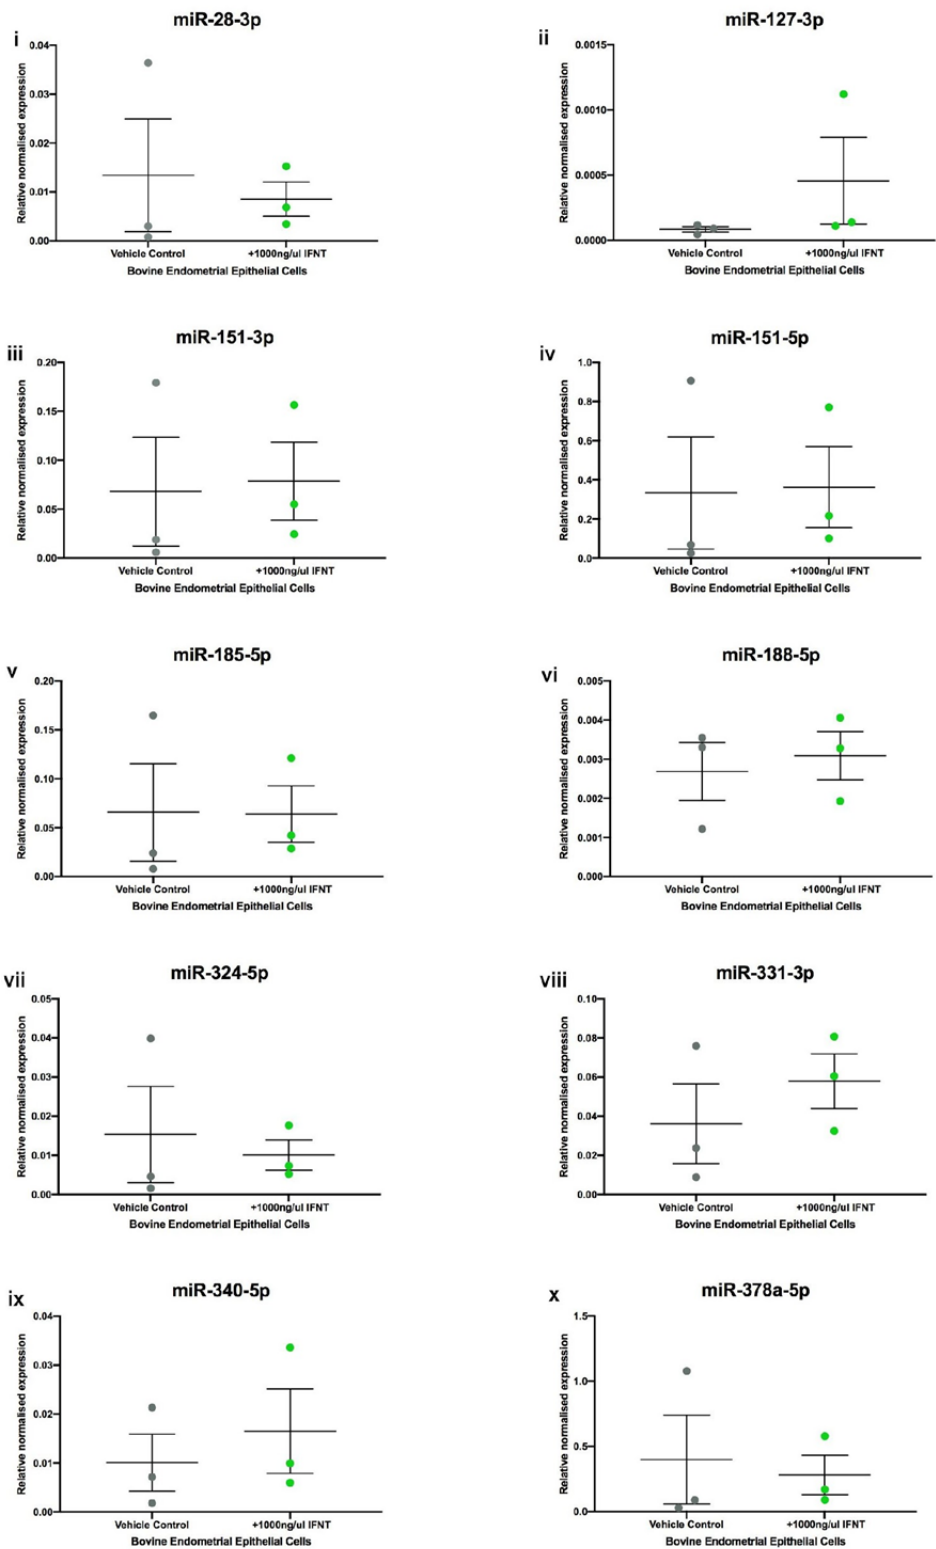 miR-28-3p
i
Relative normalised expression
0.04
0.03
0.02
0.01
0.00
Vehicle Control
+1000ng/ul IFNT
Bovine Endometrial Epithelial Cells
miR-127-3p
ii
Relative normalised expression
0.0015
0.0010
0.0005
0.0000
Vehicle Control
+1000ng/ul IFNT
Bovine Endometrial Epithelial Cells
miR-151-3p
iii
Relative normalised expression
0.20
0.15
0.10
0.05
0.00
Vehicle Control
+1000ng/ul IFNT
Bovine Endometrial Epithelial Cells
miR-151-5p
iv
Relative normalised expression
1.0
0.8
0.6
0.4
0.2
0.0
Vehicle Control
+1000ng/ul IFNT
Bovine Endometrial Epithelial Cells
miR-185-5p
v
Relative normalised expression
0.20
0.15
0.10
0.05
0.00
Vehicle Control
+1000ng/ul IFNT
Bovine Endometrial Epithelial Cells
miR-188-5p
vi
Relative normalised expression
0.005
0.004
0.003
0.002
0.001
0.000
Vehicle Control
+1000ng/ul IFNT
Bovine Endometrial Epithelial Cells
miR-324-5p
vii
Relative normalised expression
0.05
0.04
0.03
0.02
0.01
0.00
Vehicle Control
+1000ng/ul IFNT
Bovine Endometrial Epithelial Cells
miR-331-3p
viii
Relative normalised expression
0.10
0.08
0.06
0.04
0.02
0.00
Vehicle Control
+1000ng/ul IFNT
Bovine Endometrial Epithelial Cells
miR-340-5p
ix
Relative normalised expression
0.04
0.03
0.02
0.01
0.00
Vehicle Control
+1000ng/ul IFNT
Bovine Endometrial Epithelial Cells
miR-378a-5p
x
Relative normalised expression
1.5
1.0
0.5
0.0
Vehicle Control
+1000ng/ul IFNT
Bovine Endometrial Epithelial Cells